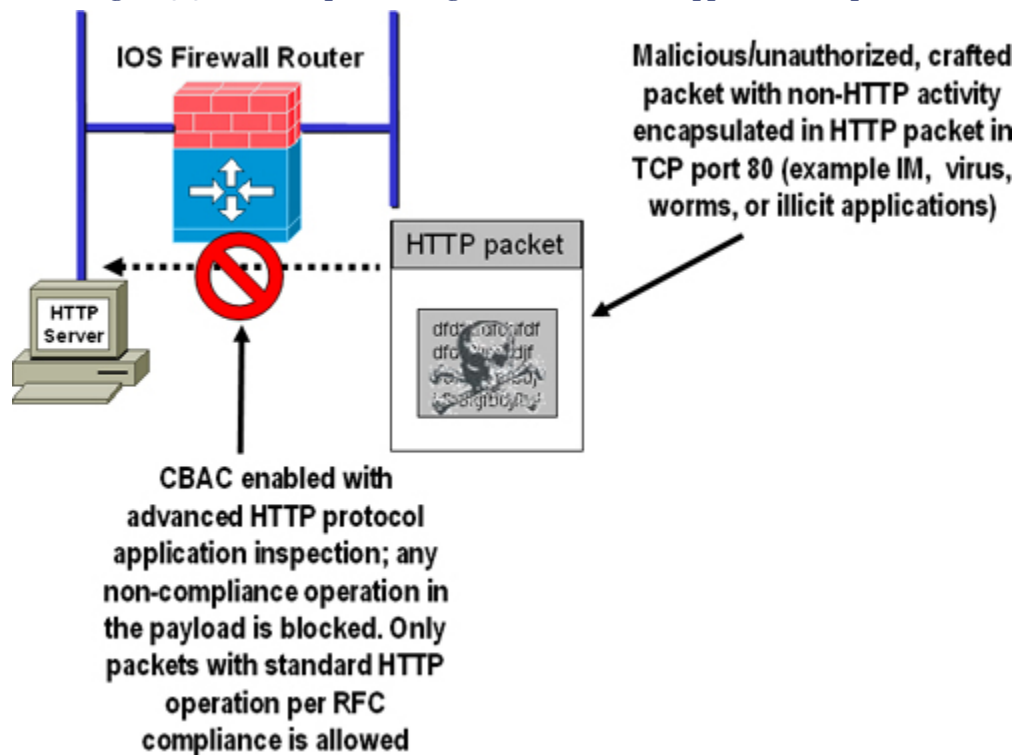 IOS Firewall Router
Malicious/unauthorized, crafted
packet with non-HTTP activity
encapsulated in HTTP packet in
TCP port 80 (example IM, virus,
worms, or illicit applications)
HTTP packet
HTTP
Server
CBAC enabled with
advanced HTTP protocol
application inspection; any
non-compliance operation in
the payload is blocked. Only
packets with standard HTTP
operation per RFC
compliance is allowed